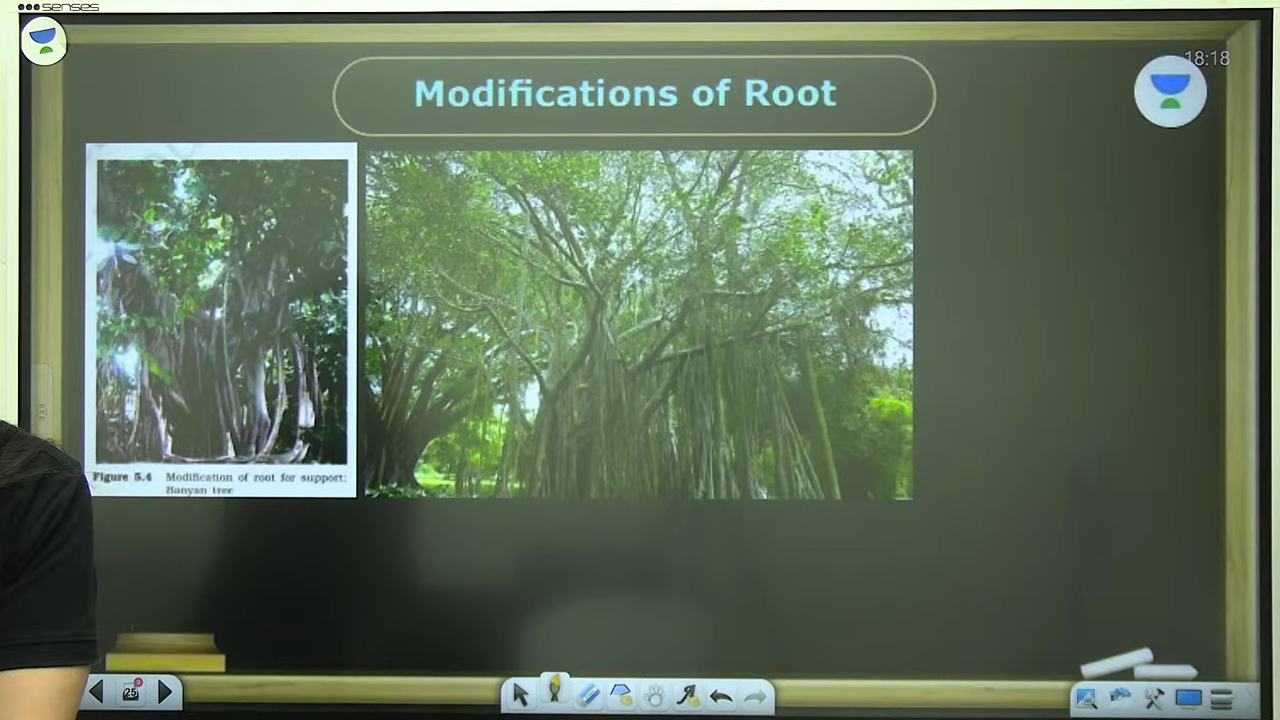 senses
18:18
Modifications of Root
Figure 5.4 Modification of root for support:
Banyan tree
25